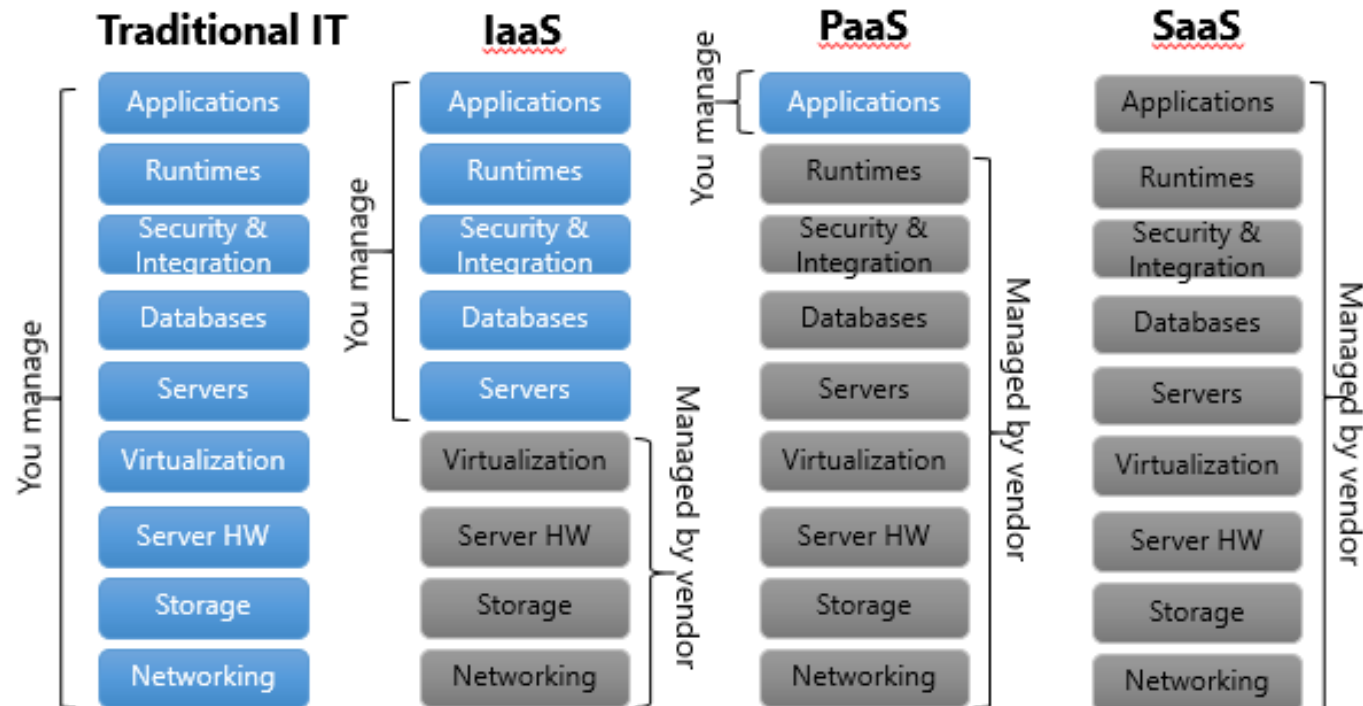 Traditional IT
IaaS
PaaS
SaaS
You manage
Applications
Runtimes
Security &
Integration
Databases
Servers
Virtualization
Server HW
Storage
Networking
You manage
Applications
Runtimes
Security &
Integration
Databases
Servers
Virtualization
Server HW
Storage
Networking
Managed by vendor
You manage
Applications
Runtimes
Security &
Integration
Databases
Servers
Virtualization
Server HW
Storage
Networking
Managed by vendor
Applications
Runtimes
Security &
Integration
Databases
Servers
Virtualization
Server HW
Storage
Networking
Managed by vendor